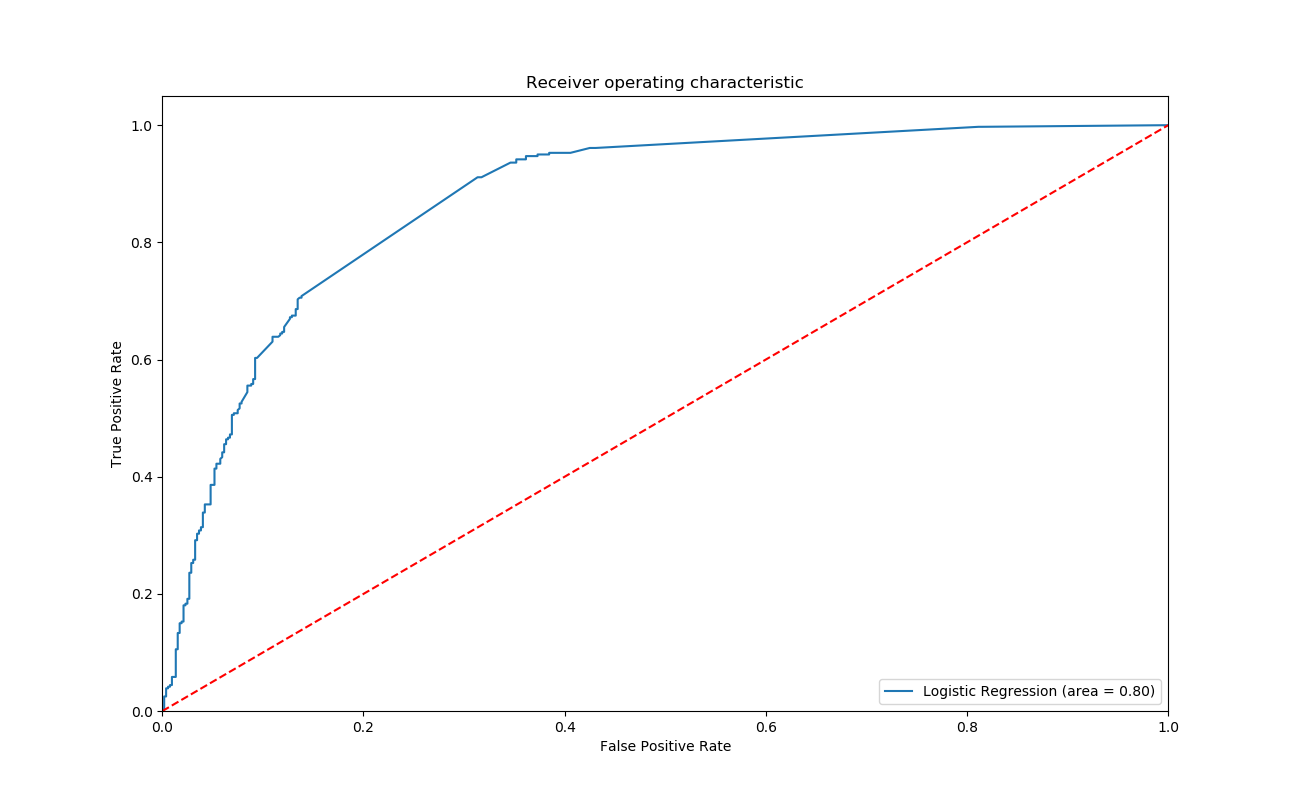 Receiver operating characteristic
1.0
0.8
0.6
0.4
0.2
0.0
True Positive Rate
0.0 0.2 0.4 0.6 0.8 1.0
False Positive Rate
Logistic Regression (area = 0.80)